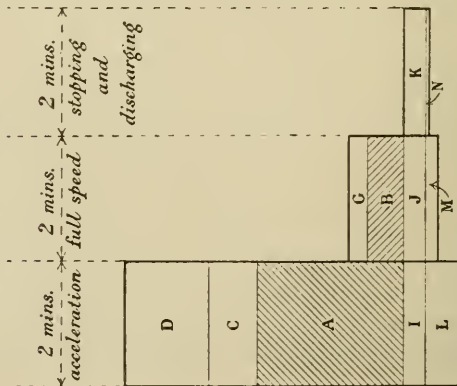 2 mins.
acceleration
2 mins.
full speed
2 mins.
stopping
and
discharging
D
C
A
I
L
G
B
J
M
K
N